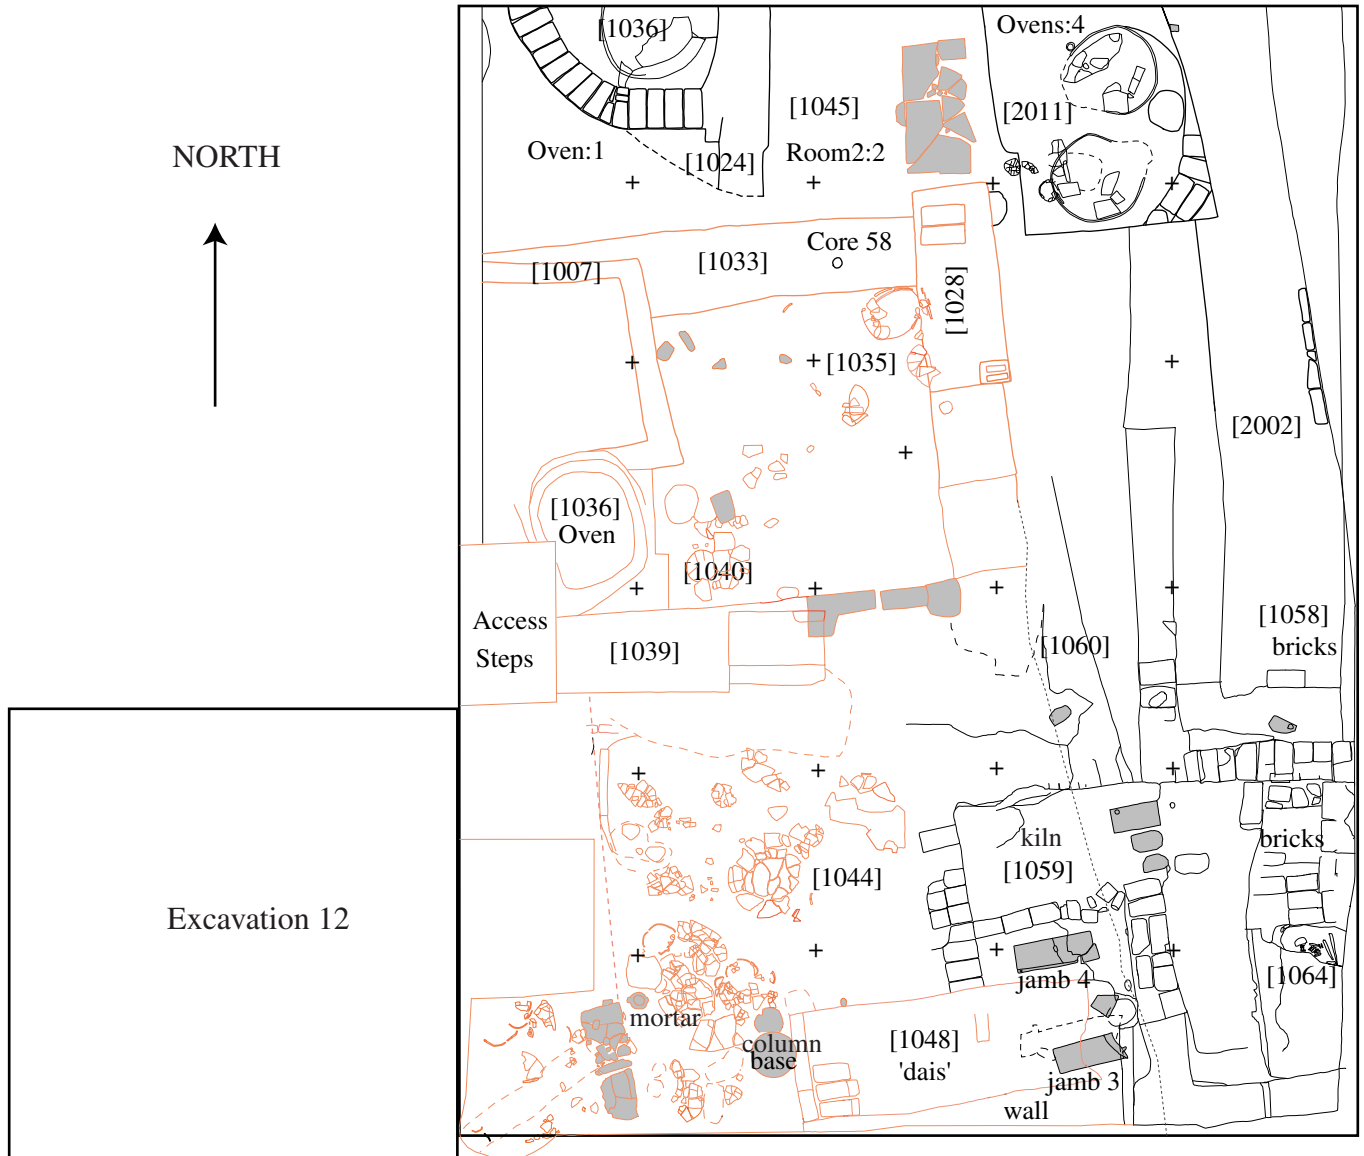 [1036]
Ovens:4
[1045]
[2011]
NORTH
Oven:1
[1024]
Room2:2
Core 58
[1007]
[1033]
[1028]
[1035]
[2002]
[1036]
Oven
[1040]
Access
Steps
[1039]
[1060]
[1058]
bricks
kiln
[1059]
bricks
[1044]
Excavation 12
jamb 4
[1064]
mortar
column
base
[1048]
'dais'
jamb 3
wall